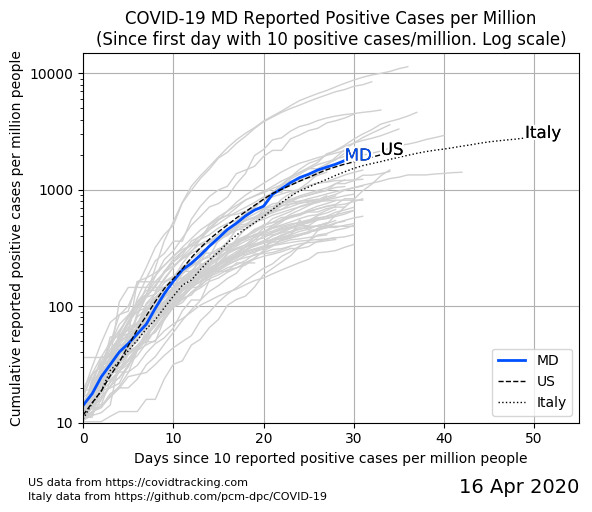 COVID-19 MD Reported Positive Cases per Million
(Since first day with 10 positive cases/million. Log scale)
Cumulative reported positive cases per million people
10000
1000
100
10
MD
US
Italy
MD
US
Italy
0
10
20
30
40
50
Days since 10 reported positive cases per million people
US data from https://covidtracking.com
Italy data from https://github.com/pcm-dpc/COVID-19
16 Apr 2020